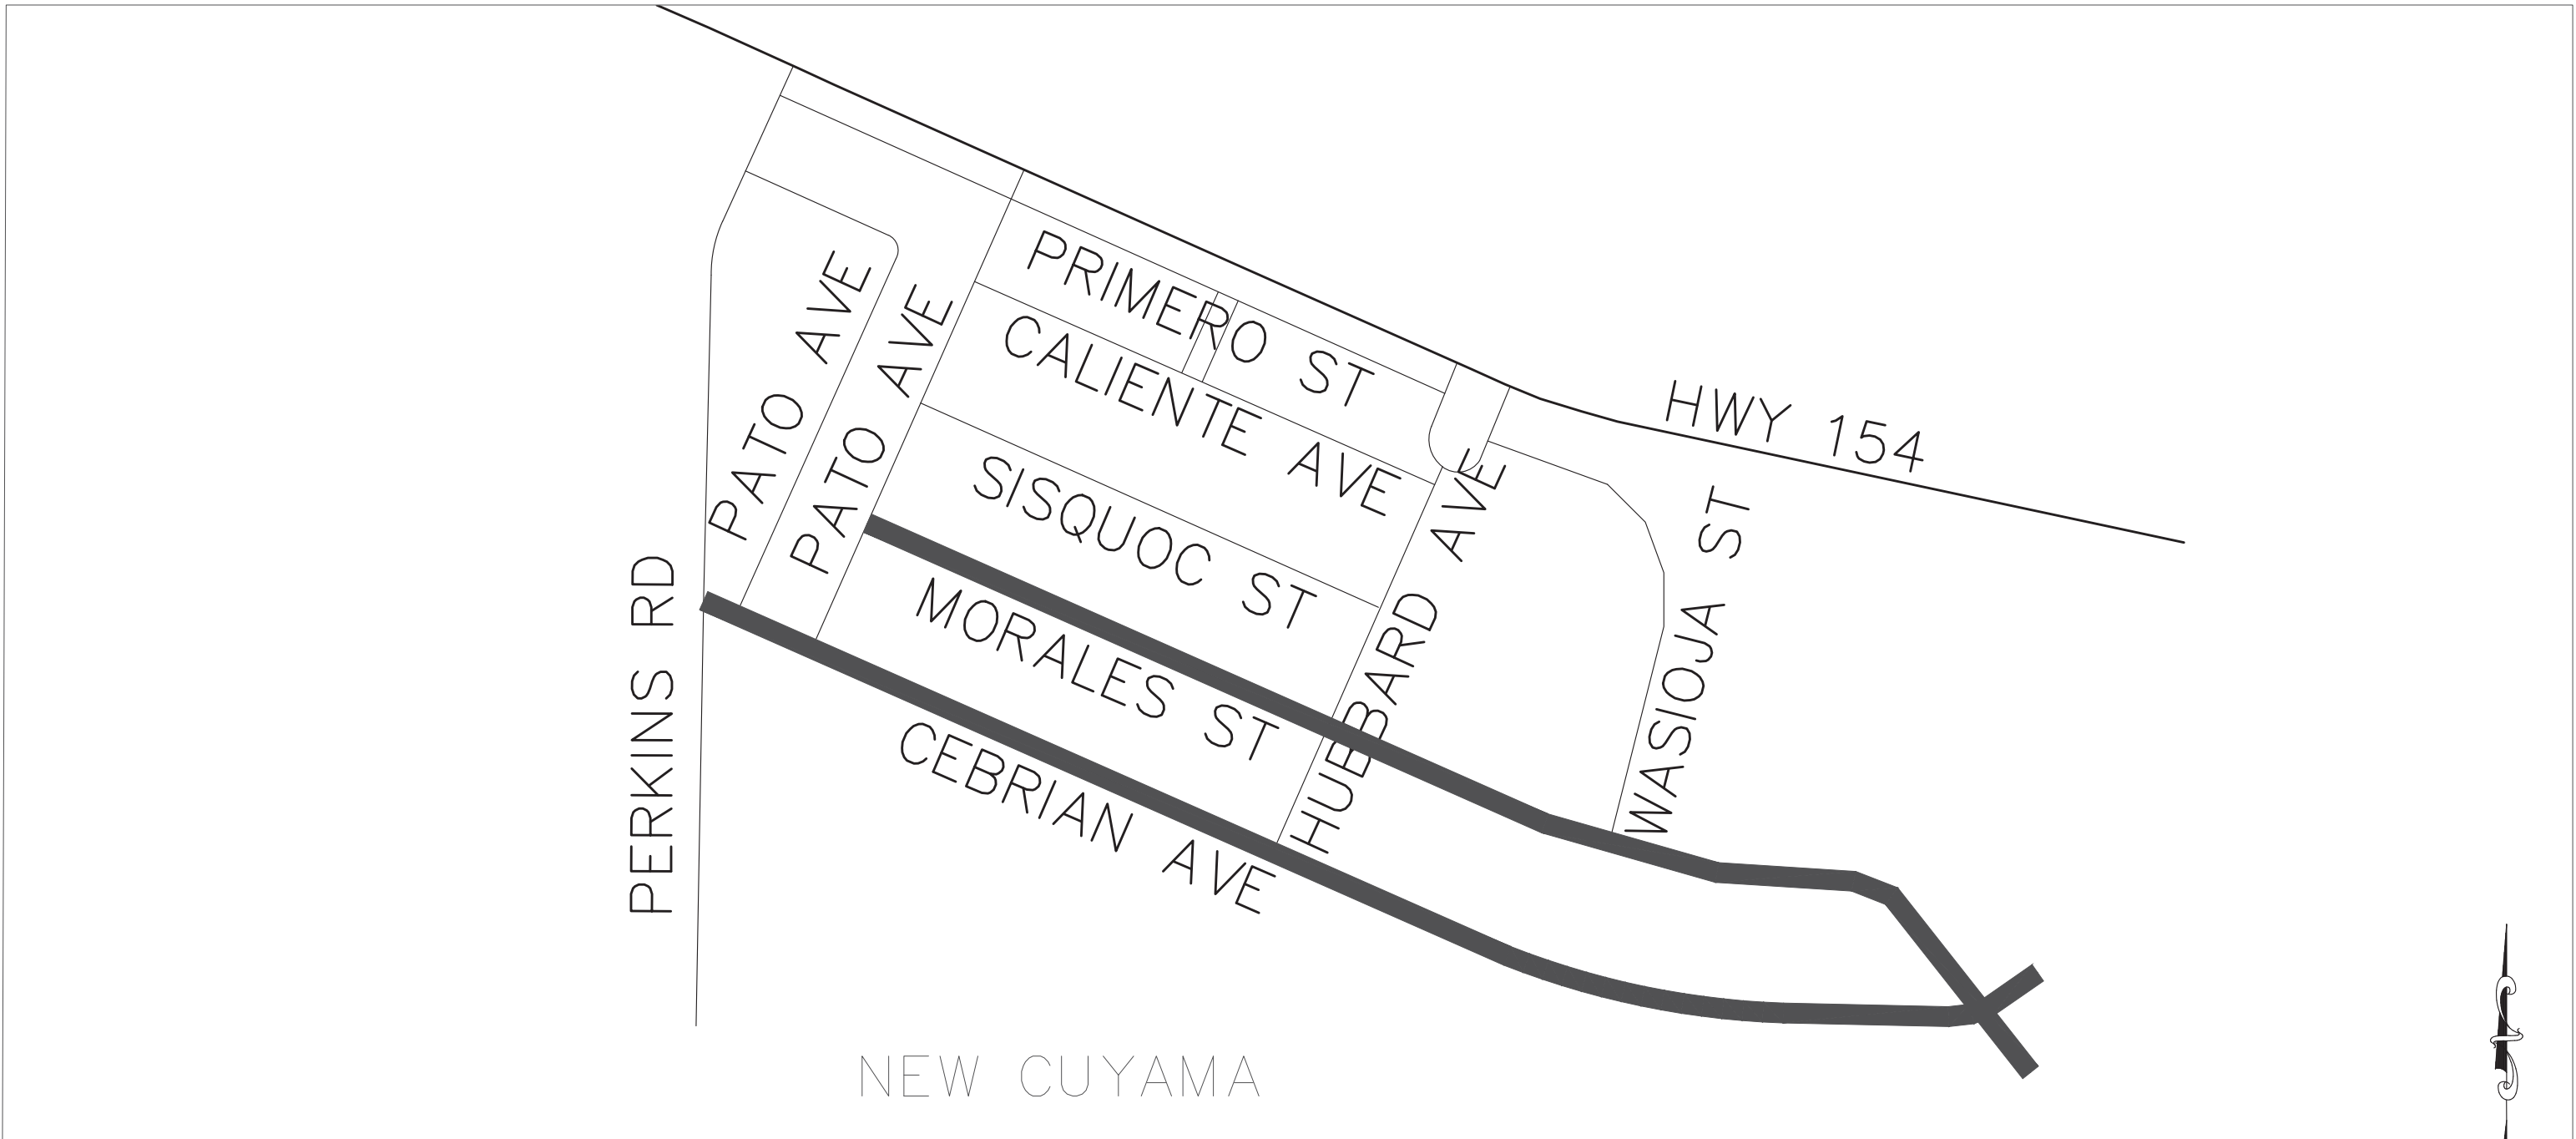 PRIMERO ST
CALIENTE AVE
PATO AVE
PATO AVE
HWY 154
SISQUOC ST
HUBBARD AVE
WASIOJA ST
PERKINS RD
MORALES ST
CEBRIAN AVE
NEW CUYAMA